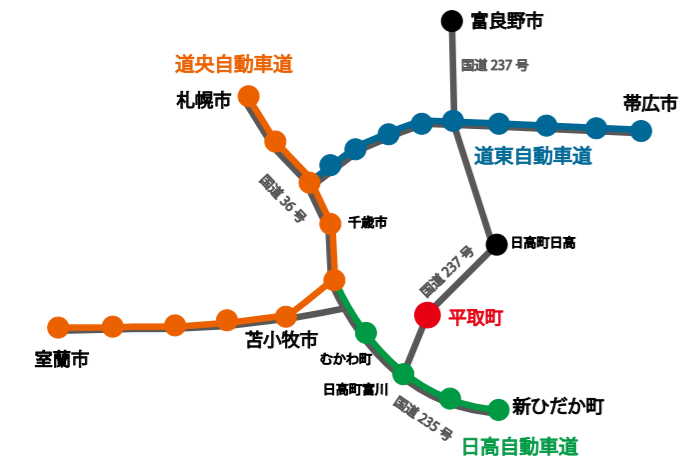 富良野市
国道 237 号
道央自動車道
札幌市
帯広市
道東自動車道
国道 36 号
千歳市
日高町日高
国道 237 号
平取町
苫小牧市
室蘭市
むかわ町
日高町富川
国道 235 号
新ひだか町
日高自動車道